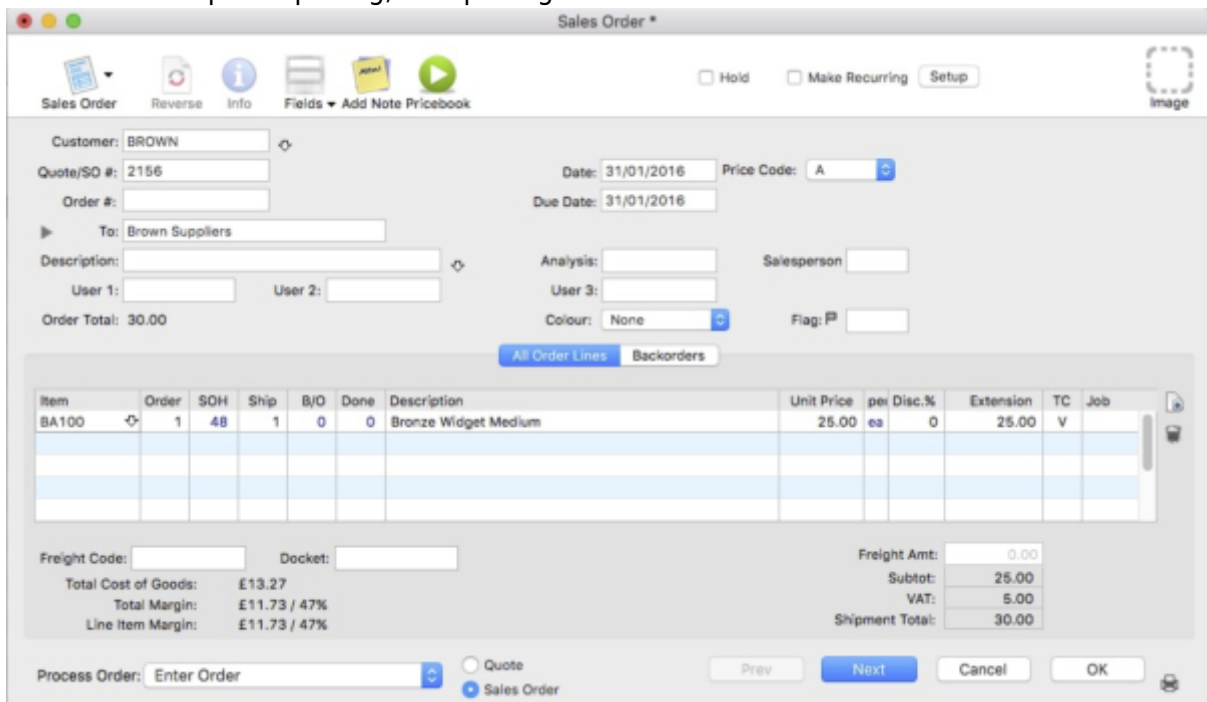 Sales Order *
Sales Order Reverse Info Fields Add Note Pricebook Hold Make Recurring Setup Image
Customer: BROWN
Quote/SO #: 2156 Date: 31/01/2016 Price Code: A
Order #: Due Date: 31/01/2016
To: Brown Suppliers
Description: Analysis: Salesperson
User 1: User 2: User 3:
Order Total: 30.00 Colour: None Flag:
All Order Lines Backorders
Item Order SOH Ship B/O Done Description Unit Price per Disc.% Extension TC Job
BA100 1 48 1 0 0 Bronze Widget Medium 25.00 ea 0 25.00 V
Freight Code: Docket: Freight Amt: 0.00
Total Cost of Goods: £13.27 Subtot: 25.00
Total Margin: £11.73 / 47% VAT: 5.00
Line Item Margin: £11.73 / 47% Shipment Total: 30.00
Process Order: Enter Order Quote Prev Next Cancel OK
Sales Order